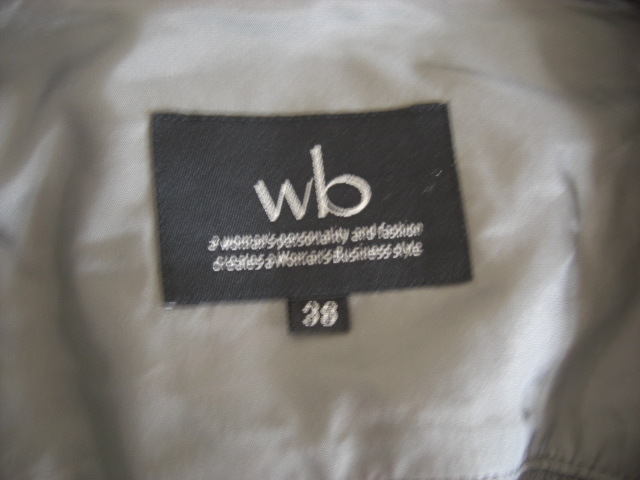 wb
a woman's personality and fashion
creates a Woman's Business style
38